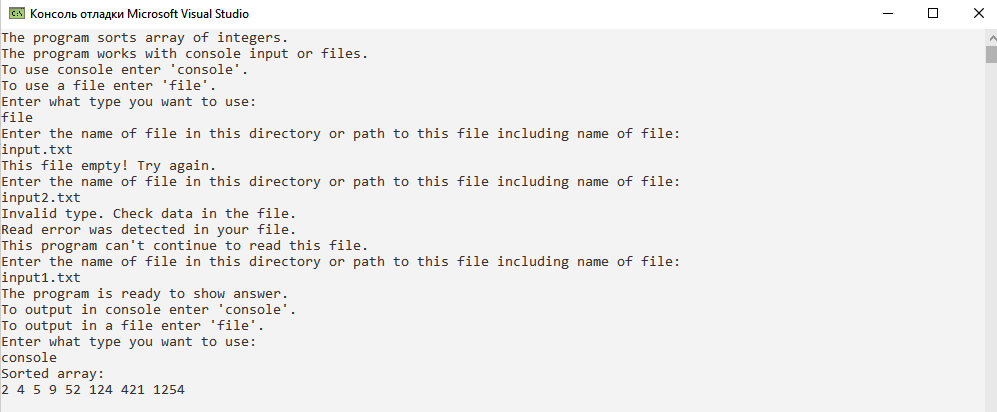 Консоль отладки Microsoft Visual Studio
The program sorts array of integers.
The program works with console input or files.
To use console enter 'console'.
To use a file enter 'file'.
Enter what type you want to use:
file
Enter the name of file in this directory or path to this file including name of file:
input.txt
This file empty! Try again.
Enter the name of file in this directory or path to this file including name of file:
input2.txt
Invalid type. Check data in the file.
Read error was detected in your file.
This program can't continue to read this file.
Enter the name of file in this directory or path to this file including name of file:
input1.txt
The program is ready to show answer.
To output in console enter 'console'.
To output in a file enter 'file'.
Enter what type you want to use:
console
Sorted array:
2 4 5 9 52 124 421 1254